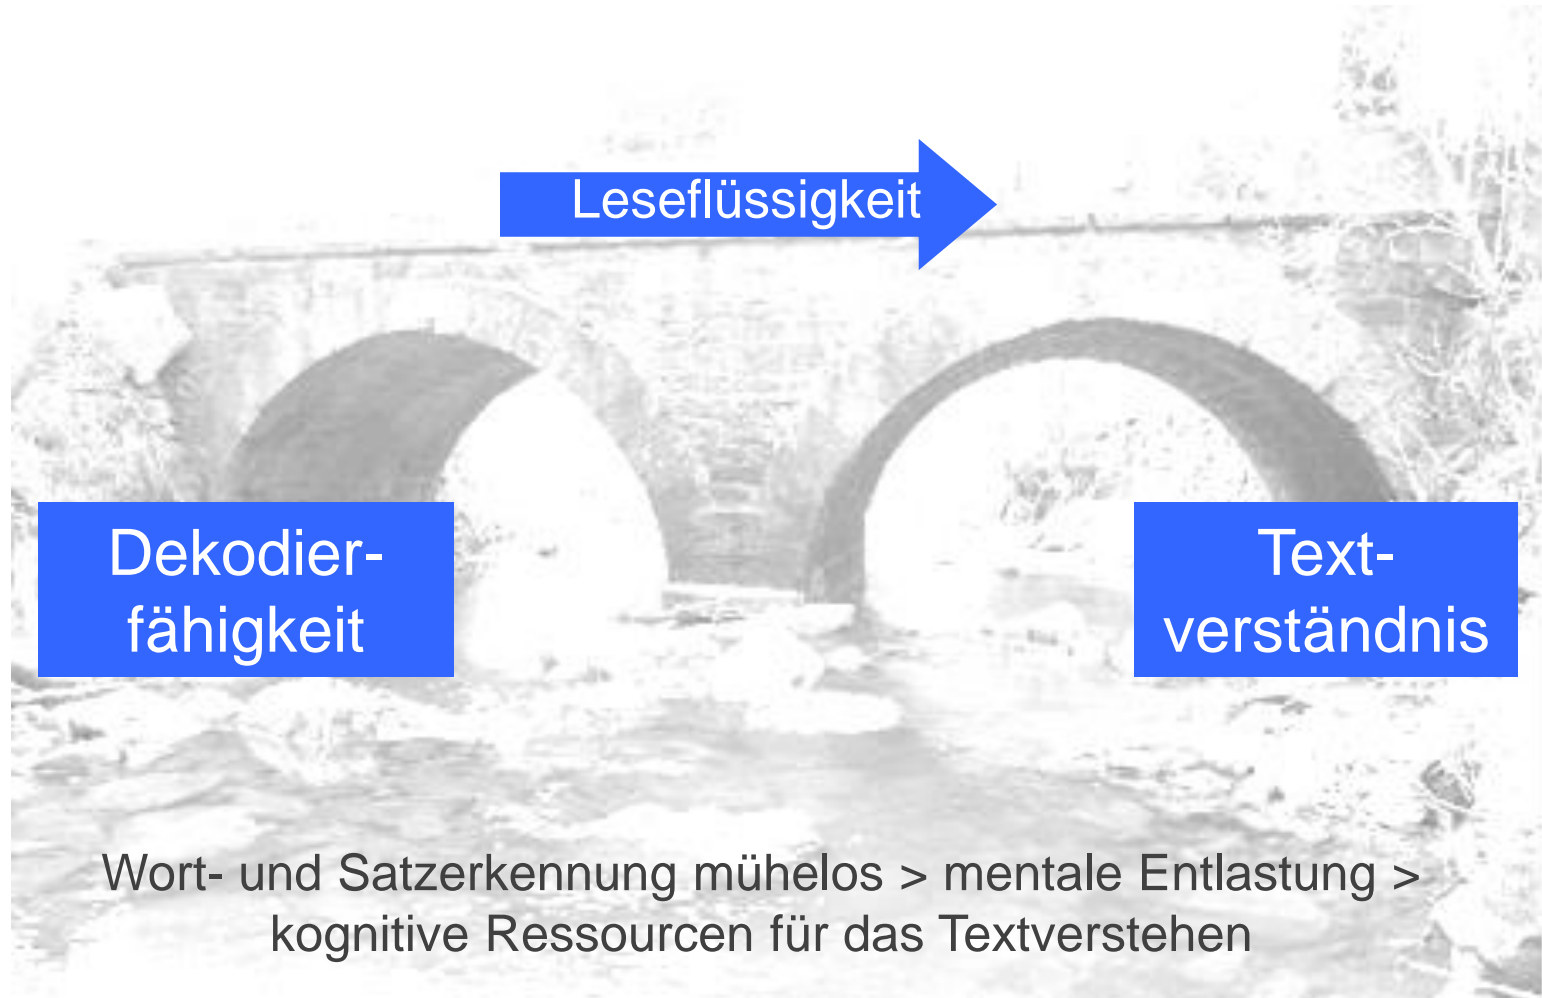 Leseflüssigkeit
Dekodier-
fähigkeit
Text-
verständnis
Wort- und Satzerkennung mühelos > mentale Entlastung >
kognitive Ressourcen für das Textverstehen